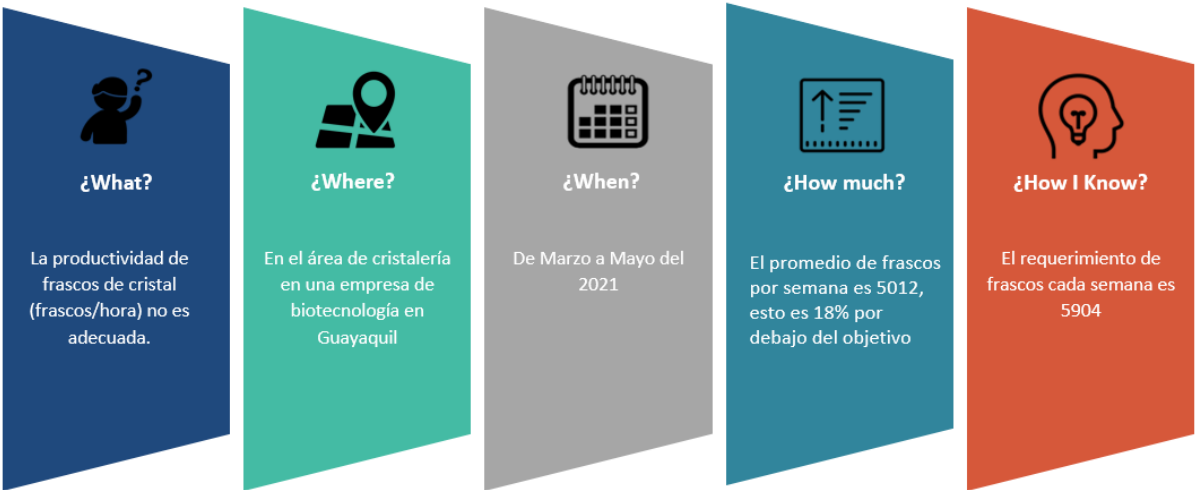 ¿What?
La productividad de
frascos de cristal
(frascos/hora) no es
adecuada.
¿Where?
En el área de cristalería
en una empresa de
biotecnología en
Guayaquil
¿When?
De Marzo a Mayo del
2021
¿How much?
El promedio de frascos
por semana es 5012,
esto es 18% por
debajo del objetivo
¿How I Know?
El requerimiento de
frascos cada semana es
5904